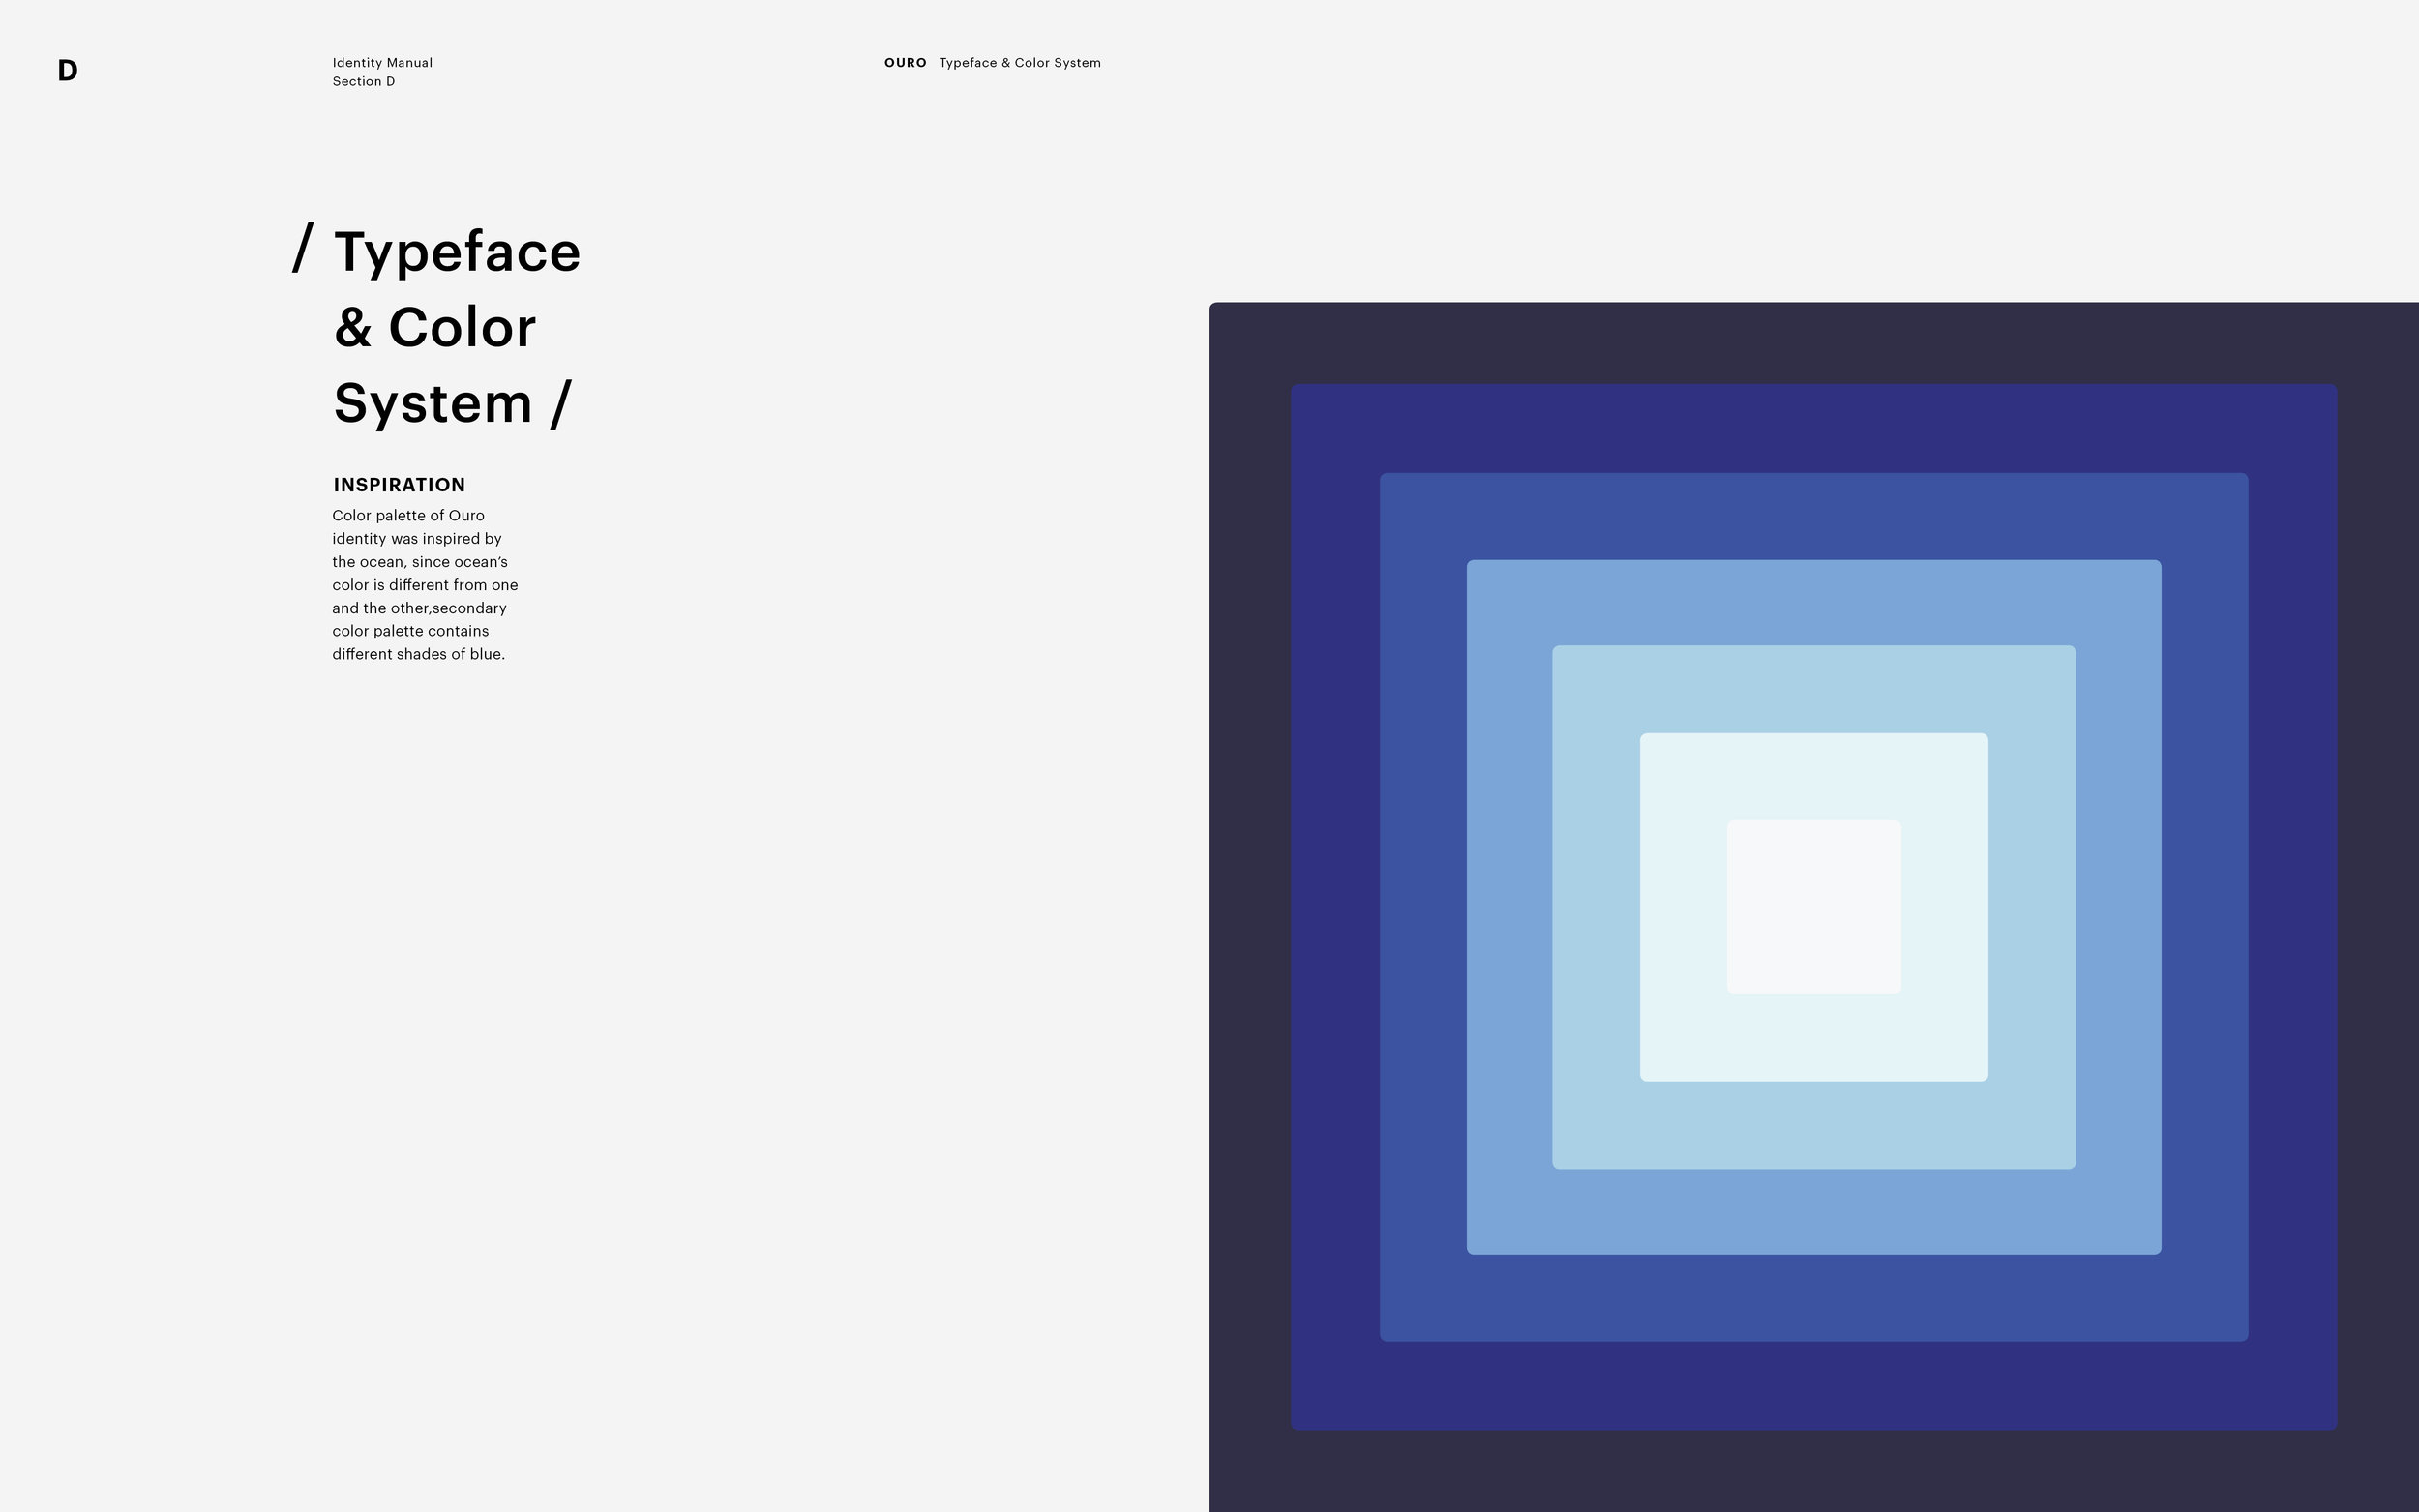 D
Identity Manual
Section D
OURO Typeface & Color System
/ Typeface
& Color
System /
INSPIRATION
Color palette of Ouro
identity was inspired by
the ocean, since ocean’s
color is different from one
and the other,secondary
color palette contains
different shades of blue.